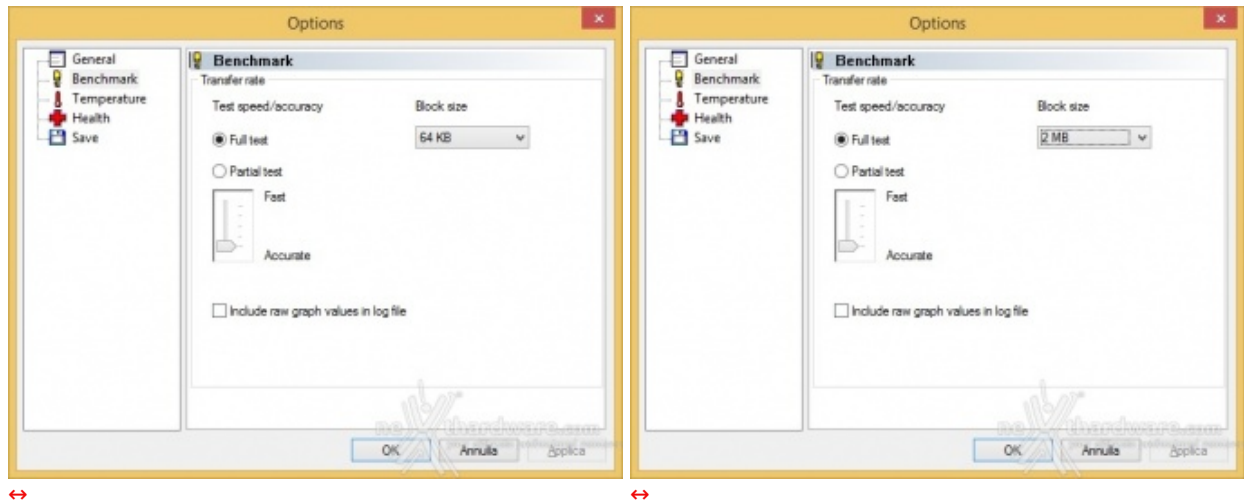 Options
General
Benchmark
Temperature
Health
Save
Benchmark
Transfer rate
Test speed/accuracy
Block size
Full test
64 KB
Partial test
Fast
Accurate
Include raw graph values in log file
OK
Annulla
Applica
Options
General
Benchmark
Temperature
Health
Save
Benchmark
Transfer rate
Test speed/accuracy
Block size
Full test
2 MB
Partial test
Fast
Accurate
Include raw graph values in log file
OK
Annulla
Applica